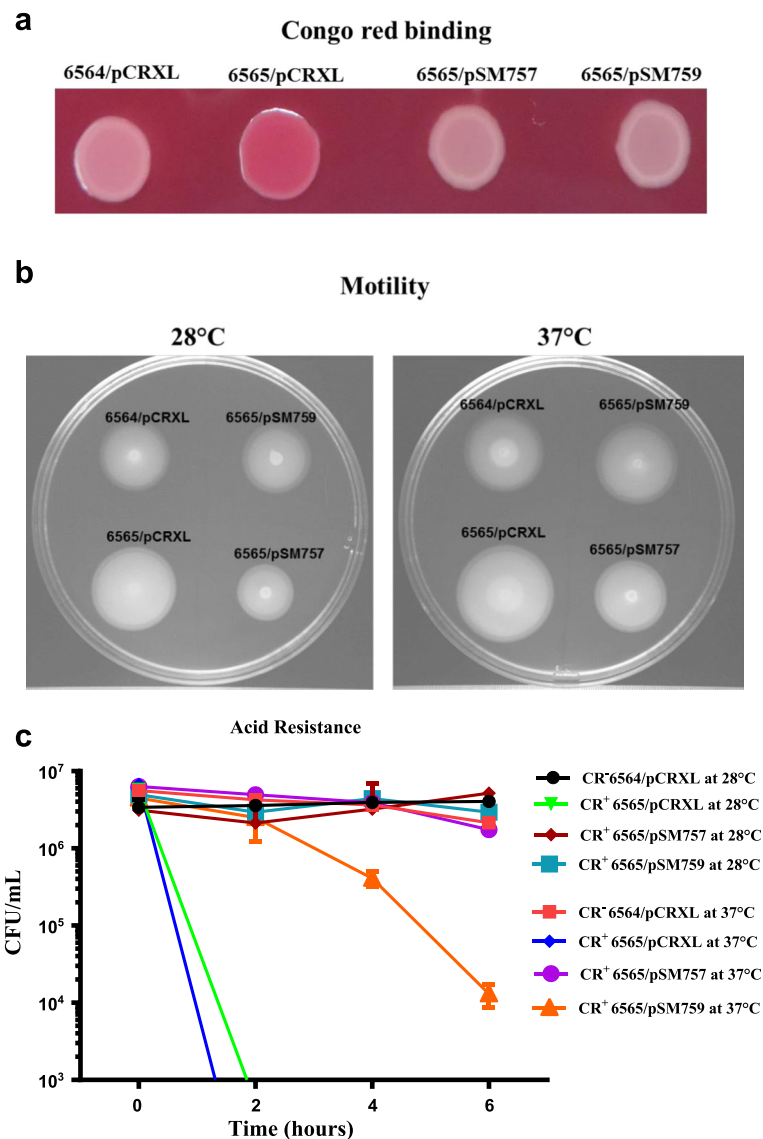 a
Congo red binding
6564/pCRXL 6565/pCRXL 6565/pSM757 6565/pSM759
b
Motility
28°C 37°C
6564/pCRXL 6565/pSM759
6565/pCRXL 6565/pSM757
6564/pCRXL 6565/pSM759
6565/pCRXL 6565/pSM757
c
Acid Resistance
CFU/mL
10⁷
10⁶
10⁵
10⁴
10³
0 2 4 6
Time (hours)
CR⁻6564/pCRXL at 28°C
CR⁺ 6565/pCRXL at 28°C
CR⁺ 6565/pSM757 at 28°C
CR⁺ 6565/pSM759 at 28°C
CR⁻6564/pCRXL at 37°C
CR⁺ 6565/pCRXL at 37°C
CR⁺ 6565/pSM757 at 37°C
CR⁺ 6565/pSM759 at 37°C